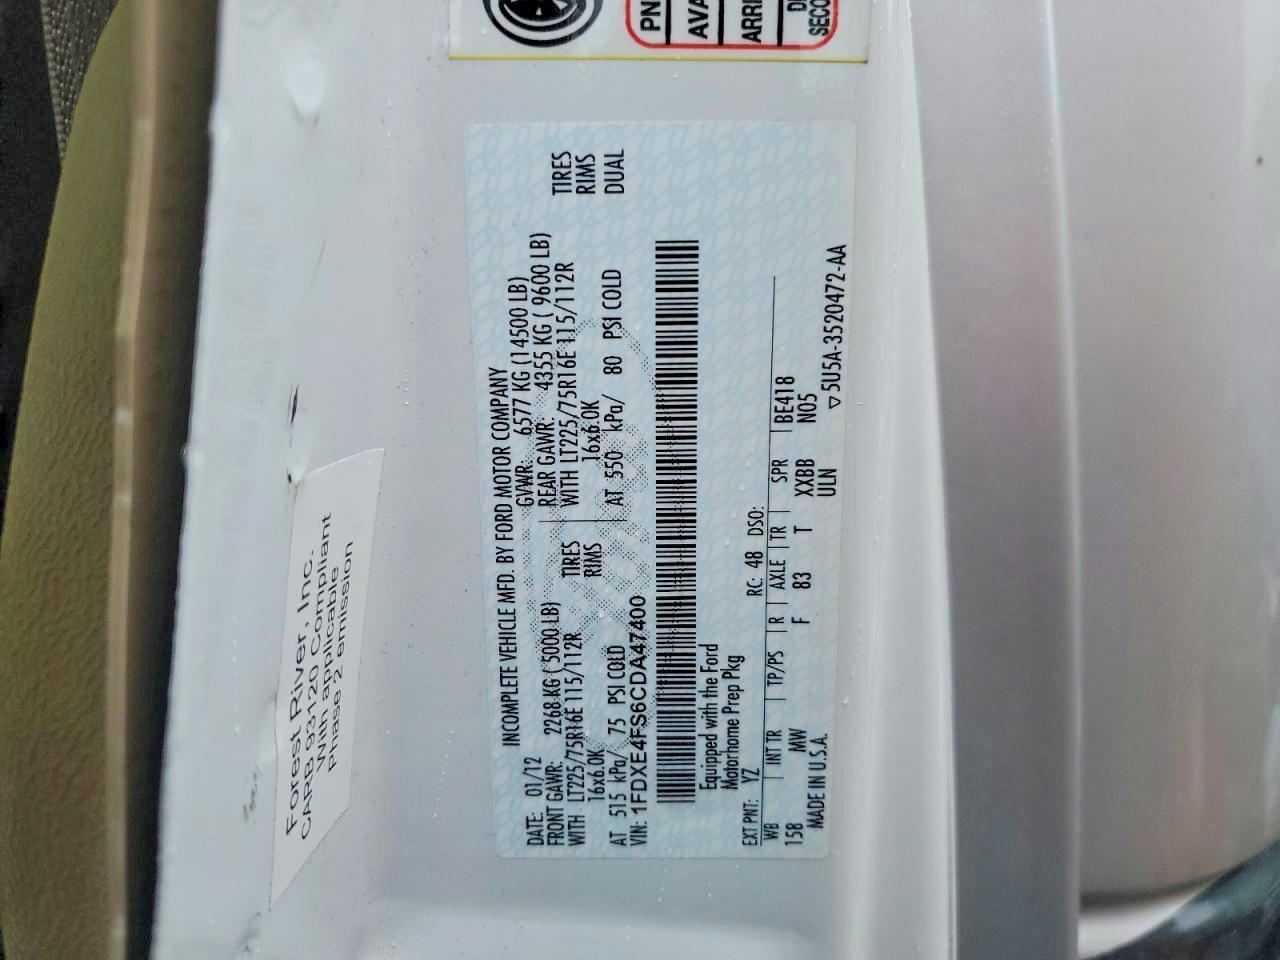 Forest River, Inc.
CARB 93120 Compliant
With applicable
Phase 2 emission
PN
AVA
ARRI
SECO
INCOMPLETE VEHICLE MFD. BY FORD MOTOR COMPANY
DATE: 01/12 GVWR: 6577 KG (14500 LB)
FRONT GAWR: 2268 KG ( 5000 LB) REAR GAWR: 4355 KG ( 9600 LB)
WITH LT225/75R16E 115/112R TIRES WITH LT225/75R16E 115/112R TIRES
16x6.0K RIMS 16x6.0K RIMS
AT 515 kPa/ 75 PSI COLD AT 550 kPa/ 80 PSI COLD DUAL
VIN: 1FDXE4FS6CDA47400
Equipped with the Ford
Motorhome Prep Pkg
EXT PNT: YZ RC: 48 DSO:
WB INT TR TP/PS R AXLE TR SPR BE418
158 MW F 83 T XXBB N05
MADE IN U.S.A. ULN
▽5U5A-3520472-AA